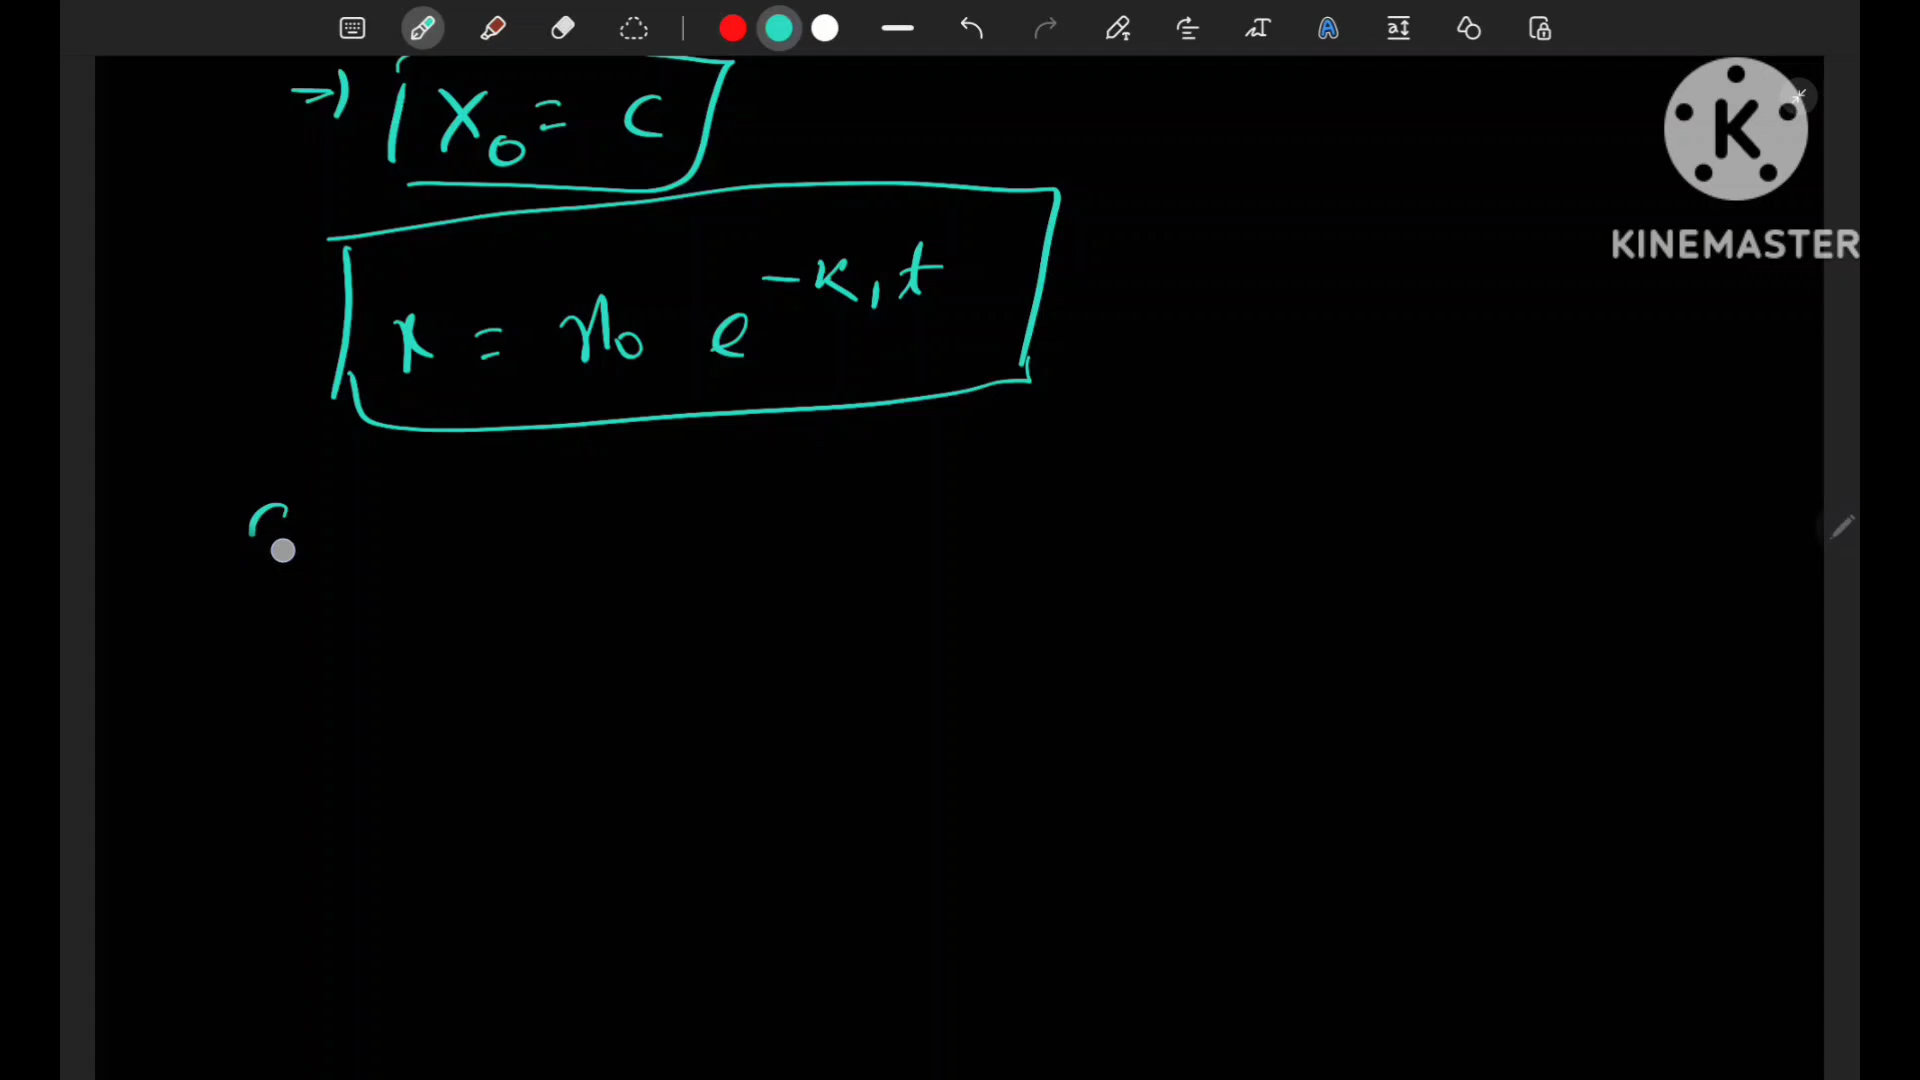 →) X₀ = c
x = x₀ e^{-K₁t}
K
KINEMASTER